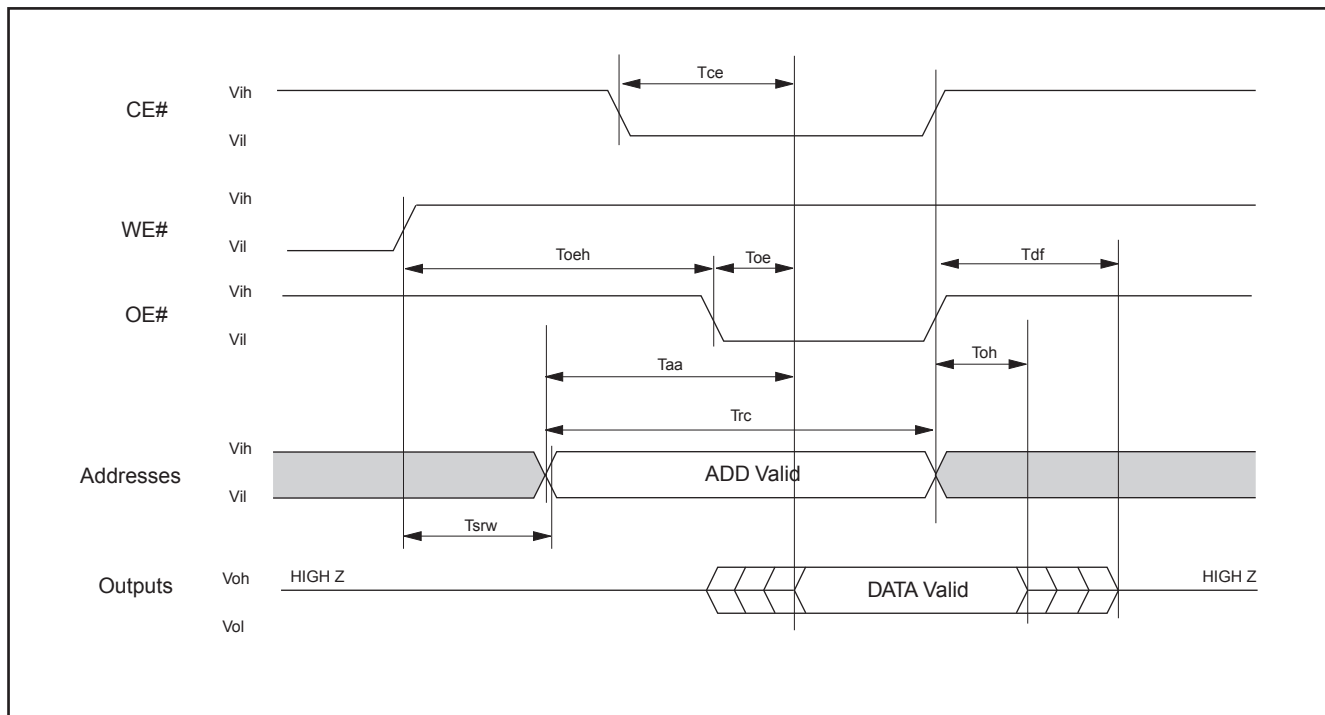 Tce
CE#
Vih
Vil
WE#
Vih
Vil
Toeh
Toe
Tdf
OE#
Vih
Vil
Taa
Toh
Trc
Addresses
Vih
Vil
ADD Valid
Tsrw
Outputs
Voh
Vol
HIGH Z
DATA Valid
HIGH Z